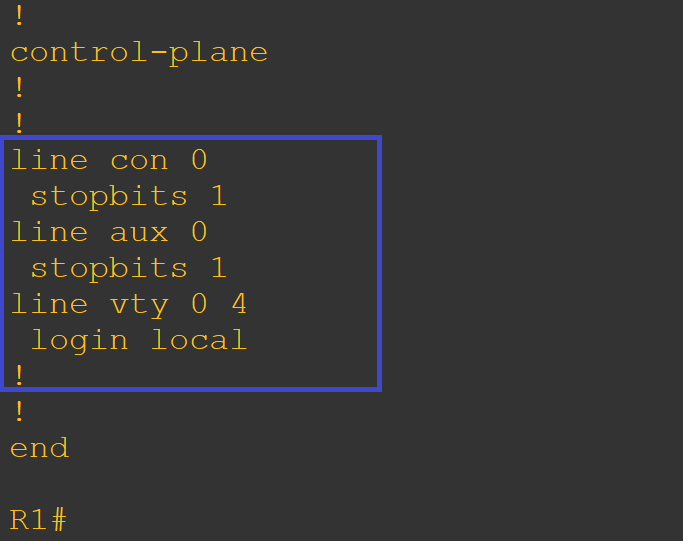 !
control-plane
!
!
line con 0
 stopbits 1
line aux 0
 stopbits 1
line vty 0 4
 login local
!
!
end

R1#